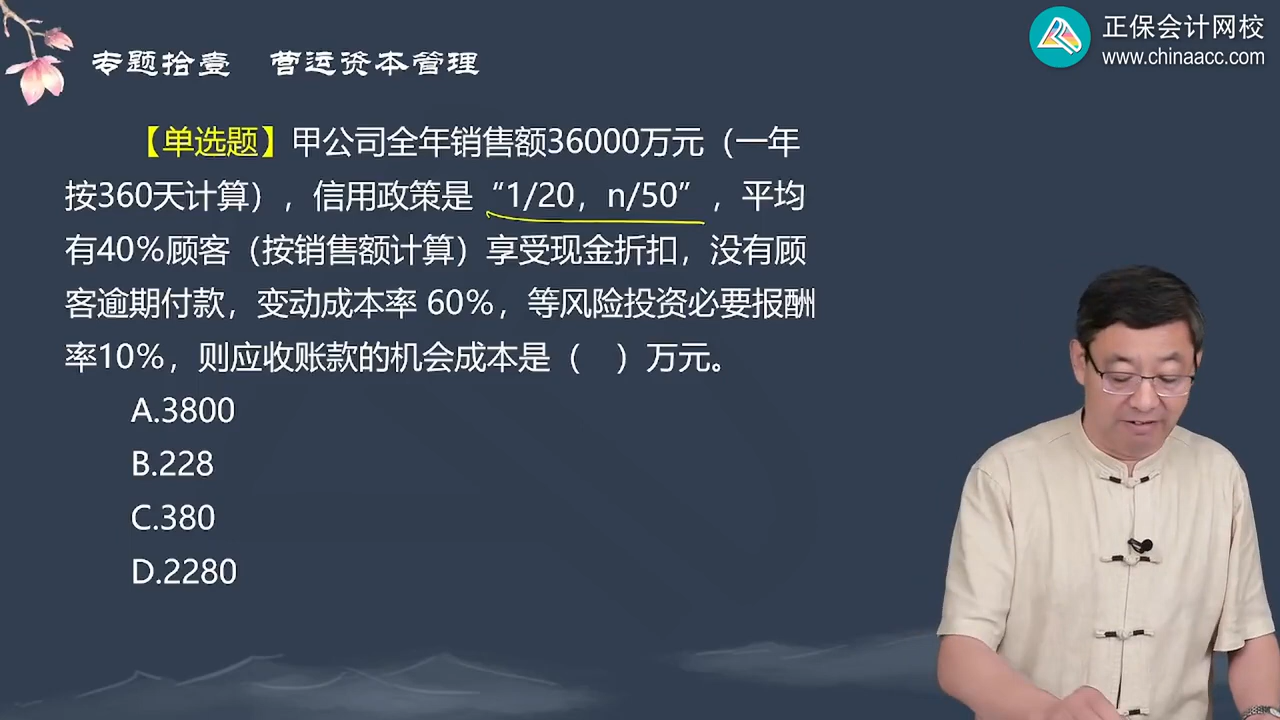 专题拾壹 营运资本管理
正保会计网校
www.chinaacc.com
【单选题】甲公司全年销售额36000万元（一年
按360天计算），信用政策是“1/20，n/50”，平均
有40%顾客（按销售额计算）享受现金折扣，没有顾
客逾期付款，变动成本率 60%，等风险投资必要报酬
率10%，则应收账款的机会成本是（ ）万元。
A.3800
B.228
C.380
D.2280